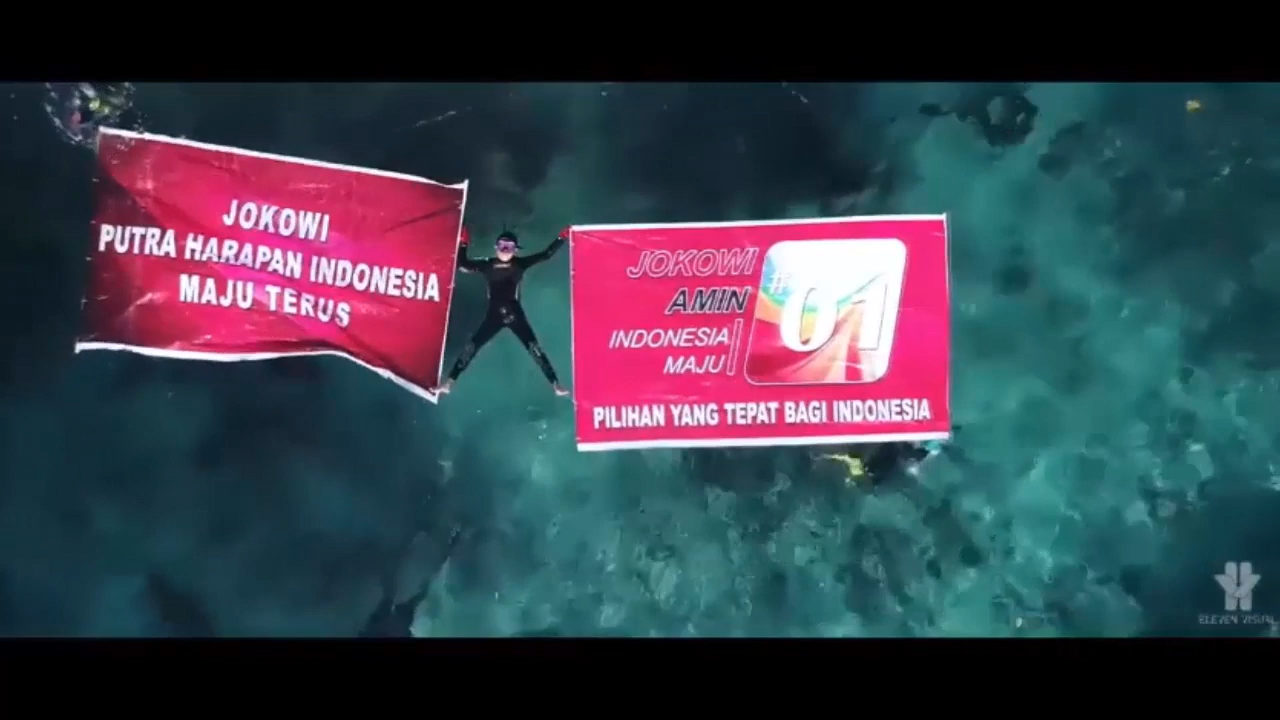 JOKOWI
PUTRA HARAPAN INDONESIA
MAJU TERUS
JOKOWI
AMIN
INDONESIA
MAJU
#01
PILIHAN YANG TEPAT BAGI INDONESIA
ELEVEN VISUAL